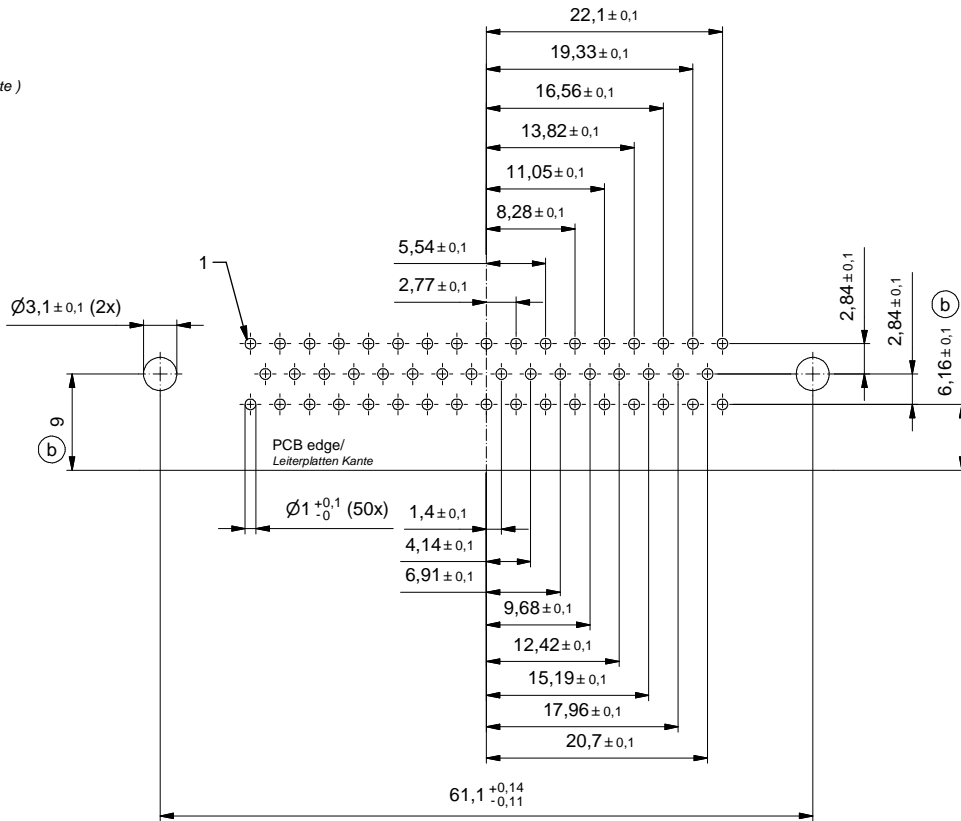 22,1 ± 0,1
19,33 ± 0,1
te )
16,56 ± 0,1
13,82 ± 0,1
11,05 ± 0,1
8,28 ± 0,1
5,54 ± 0,1
1
2,77 ± 0,1
Ø3,1 ± 0,1 (2x)
2,84 ± 0,1
2,84 ± 0,1
b
6,16 ± 0,1
9
b
PCB edge/
Leiterplatten Kante
Ø1 +0,1 -0 (50x)
1,4 ± 0,1
4,14 ± 0,1
6,91 ± 0,1
9,68 ± 0,1
12,42 ± 0,1
15,19 ± 0,1
17,96 ± 0,1
20,7 ± 0,1
61,1 +0,14 -0,11